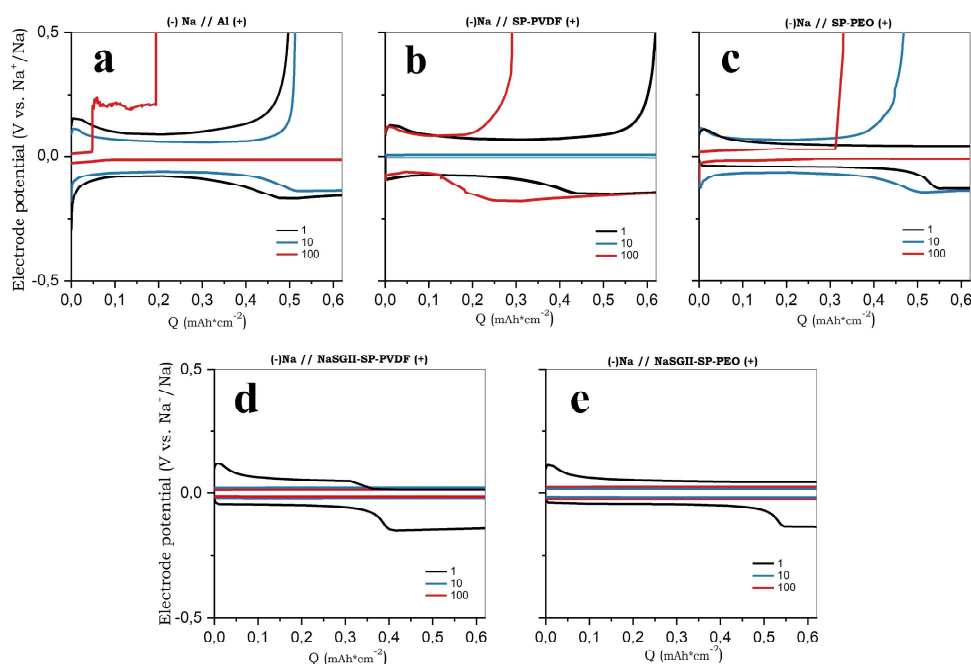 (-) Na // Al (+)
(-)Na // SP-PVDF (+)
(-)Na // SP-PEO (+)
Electrode potential (V vs. Na⁺/Na)
0,5
0,0
-0,5
a
1
10
100
0,0 0,1 0,2 0,3 0,4 0,5 0,6
Q (mAh*cm⁻²)
b
1
10
100
0,0 0,1 0,2 0,3 0,4 0,5 0,6
Q (mAh*cm⁻²)
c
1
10
100
0,0 0,1 0,2 0,3 0,4 0,5 0,6
Q (mAh*cm⁻²)
(-)Na // NaSGII-SP-PVDF (+)
(-)Na // NaSGII-SP-PEO (+)
Electrode potential (V vs. Na⁺/Na)
0,5
0,0
-0,5
d
1
10
100
0,0 0,1 0,2 0,3 0,4 0,5 0,6
Q (mAh*cm⁻²)
e
1
10
100
0,0 0,1 0,2 0,3 0,4 0,5 0,6
Q (mAh*cm⁻²)